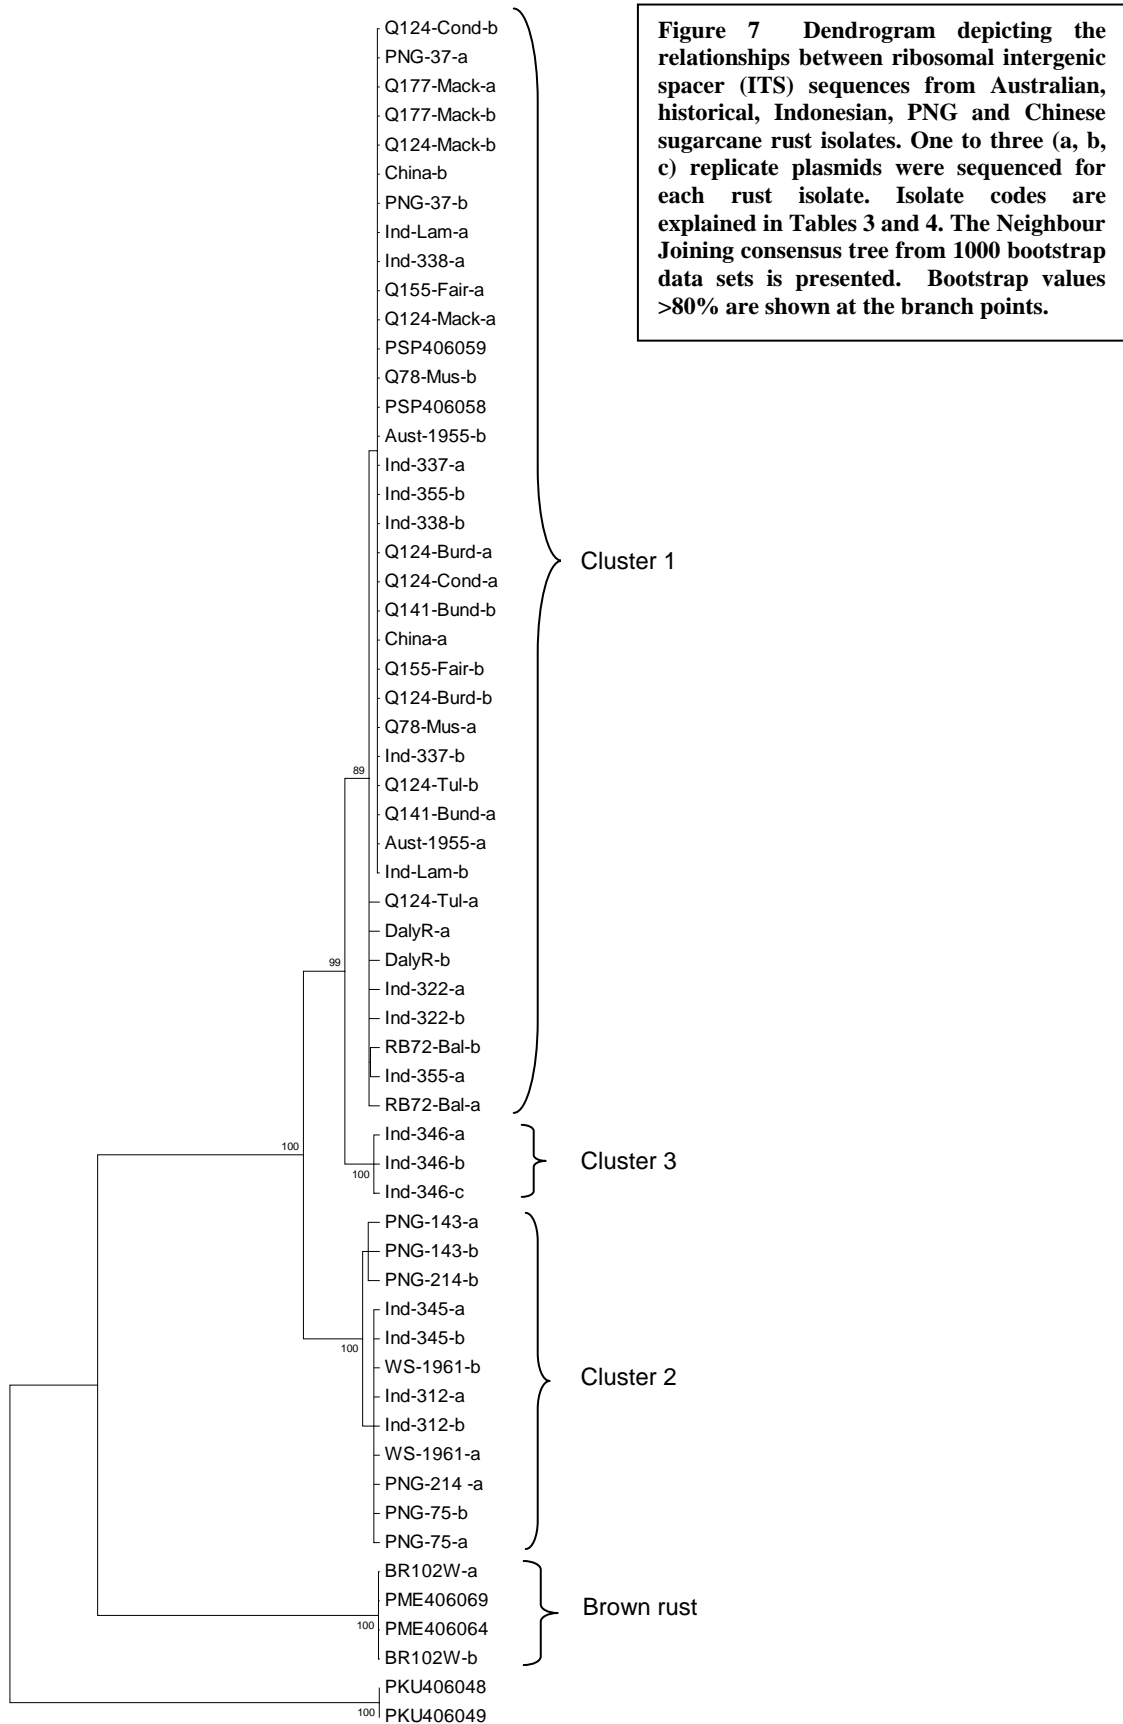 Figure 7 Dendrogram depicting the
relationships between ribosomal intergenic
spacer (ITS) sequences from Australian,
historical, Indonesian, PNG and Chinese
sugarcane rust isolates. One to three (a, b,
c) replicate plasmids were sequenced for
each rust isolate. Isolate codes are
explained in Tables 3 and 4. The Neighbour
Joining consensus tree from 1000 bootstrap
data sets is presented. Bootstrap values
>80% are shown at the branch points.
Q124-Cond-b
PNG-37-a
Q177-Mack-a
Q177-Mack-b
Q124-Mack-b
China-b
PNG-37-b
Ind-Lam-a
Ind-338-a
Q155-Fair-a
Q124-Mack-a
PSP406059
Q78-Mus-b
PSP406058
Aust-1955-b
Ind-337-a
Ind-355-b
Ind-338-b
Q124-Burd-a
Cluster 1
Q124-Cond-a
Q141-Bund-b
China-a
Q155-Fair-b
Q124-Burd-b
Q78-Mus-a
Ind-337-b
89
Q124-Tul-b
Q141-Bund-a
Aust-1955-a
Ind-Lam-b
Q124-Tul-a
DalyR-a
DalyR-b
99
Ind-322-a
Ind-322-b
RB72-Bal-b
Ind-355-a
RB72-Bal-a
Ind-346-a
100
Ind-346-b
Cluster 3
100
Ind-346-c
PNG-143-a
PNG-143-b
PNG-214-b
Ind-345-a
Ind-345-b
100
WS-1961-b
Cluster 2
Ind-312-a
Ind-312-b
WS-1961-a
PNG-214 -a
PNG-75-b
PNG-75-a
BR102W-a
PME406069
Brown rust
100
PME406064
BR102W-b
PKU406048
100
PKU406049